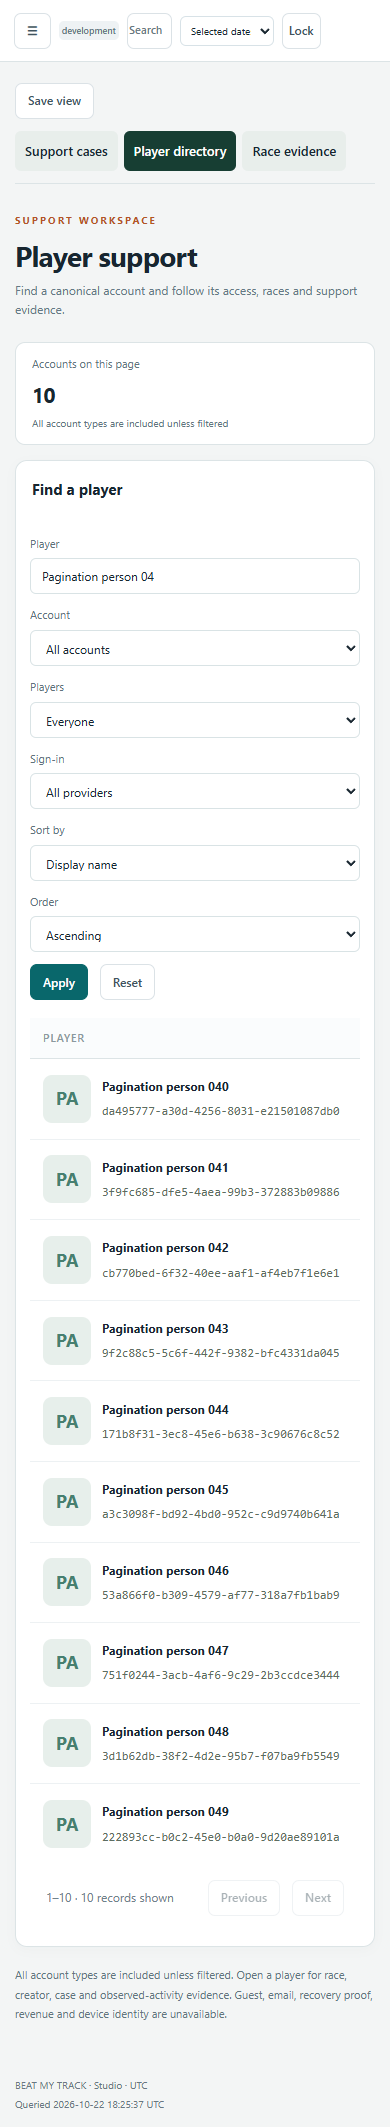 ☰ development Search Selected date Lock
Save view
Support cases Player directory Race evidence
SUPPORT WORKSPACE
Player support
Find a canonical account and follow its access, races and support
evidence.
Accounts on this page
10
All account types are included unless filtered
Find a player
Player
Pagination person 04
Account
All accounts
Players
Everyone
Sign-in
All providers
Sort by
Display name
Order
Ascending
Apply Reset
PLAYER
PA Pagination person 040
da495777-a30d-4256-8031-e21501087db0
PA Pagination person 041
3f9fc685-dfe5-4aea-99b3-372883b09886
PA Pagination person 042
cb770bed-6f32-40ee-aaf1-af4eb7f1e6e1
PA Pagination person 043
9f2c88c5-5c6f-442f-9382-bfc4331da045
PA Pagination person 044
171b8f31-3ec8-45e6-b638-3c90676c8c52
PA Pagination person 045
a3c3098f-bd92-4bd0-952c-c9d9740b641a
PA Pagination person 046
53a866f0-b309-4579-af77-318a7fb1bab9
PA Pagination person 047
751f0244-3acb-4af6-9c29-2b3ccdce3444
PA Pagination person 048
3d1b62db-38f2-4d2e-95b7-f07ba9fb5549
PA Pagination person 049
222893cc-b0c2-45e0-b0a0-9d20ae89101a
1–10 · 10 records shown Previous Next
All account types are included unless filtered. Open a player for race,
creator, case and observed-activity evidence. Guest, email, recovery proof,
revenue and device identity are unavailable.
BEAT MY TRACK · Studio · UTC
Queried 2026-10-22 18:25:37 UTC